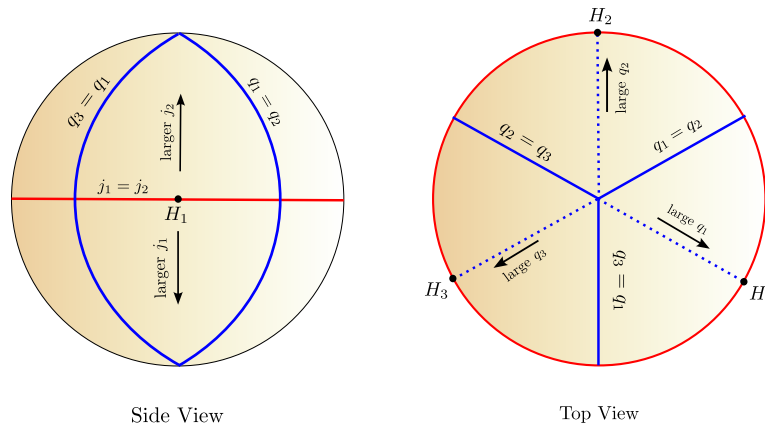 q₃ = q₁
q₁ = q₂
larger j₂
j₁ = j₂
H₁
larger j₁
Side View
H₂
large q₂
q₂ = q₃
q₁ = q₂
large q₁
large q₃
q₃ = q₁
H₃
H
Top View